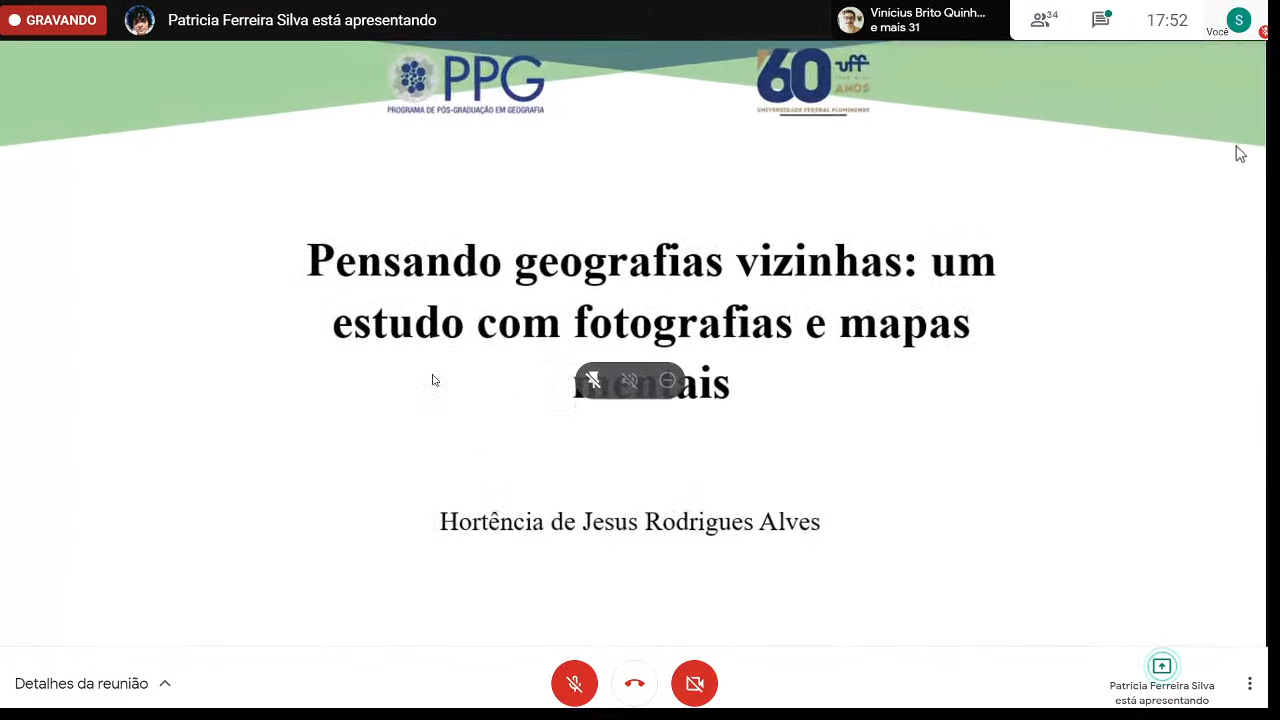 GRAVANDO
Patricia Ferreira Silva está apresentando
Vinicius Brito Quinh...
e mais 31
34
17:52
S
Você
PPG
PROGRAMA DE PÓS-GRADUAÇÃO EM GEOGRAFIA
60 uff
ANOS
UNIVERSIDADE FEDERAL FLUMINENSE
Pensando geografias vizinhas: um
estudo com fotografias e mapas
mentais
Hortência de Jesus Rodrigues Alves
Detalhes da reunião
Patricia Ferreira Silva
está apresentando